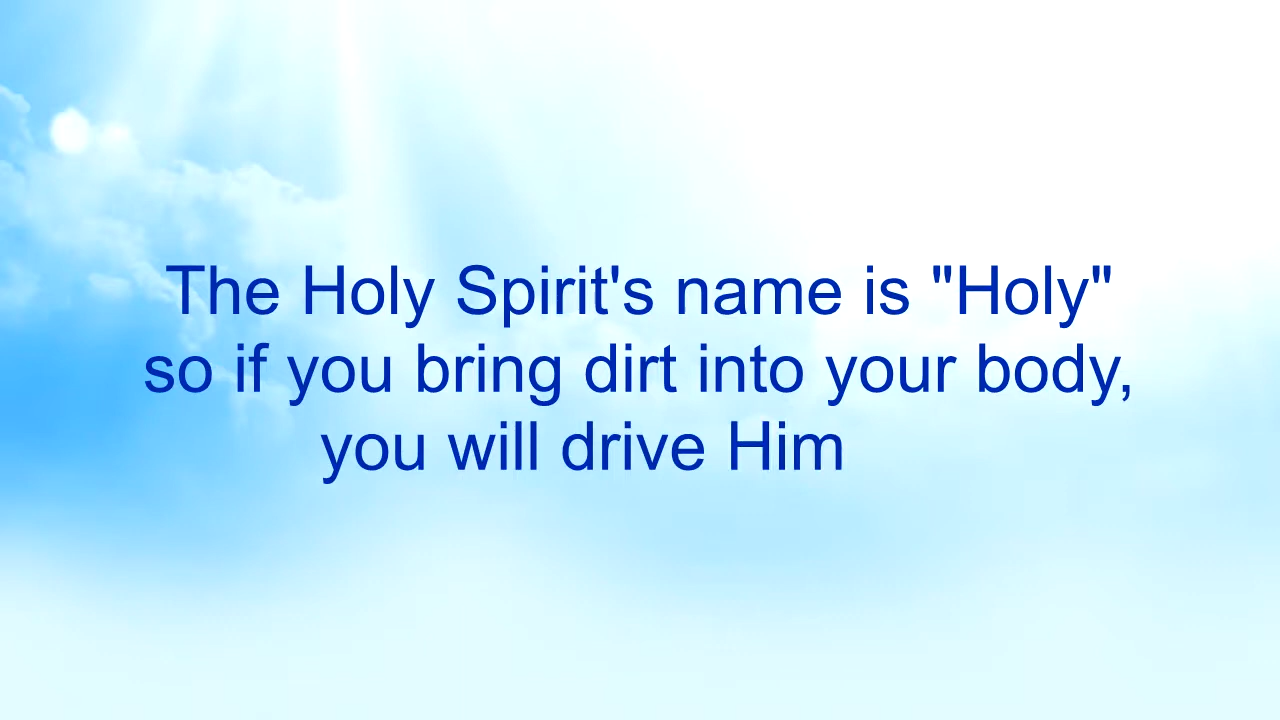 The Holy Spirit's name is "Holy"
so if you bring dirt into your body,
you will drive Him